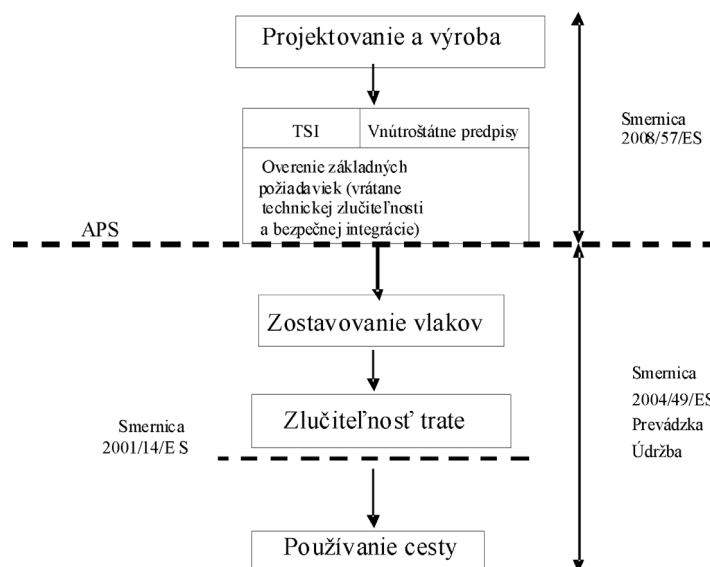 Projektovanie a výroba
Smernica
2008/57/ES
TSI
Vnútroštátne predpisy
Overenie základných
požiadaviek (vrátane
technickej zlučiteľnosti
a bezpečnej integrácie)
APS
Zostavovanie vlakov
Smernica
2004/49/ES
Prevádzka
Údržba
Zlučiteľnosť trate
Smernica
2001/14/E S
Používanie cesty